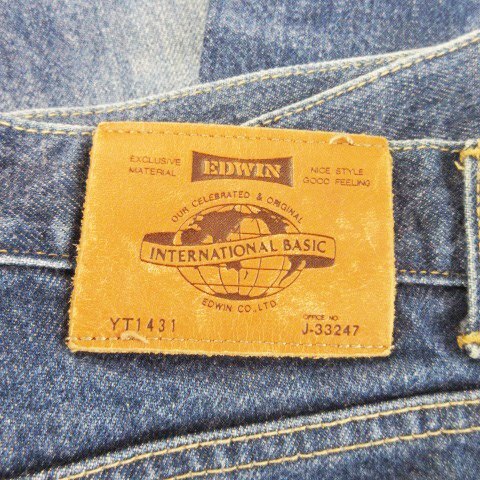 EXCLUSIVE
MATERIAL
EDWIN
NICE STYLE
GOOD FEELING
OUR CELEBRATED & ORIGINAL
INTERNATIONAL BASIC
EDWIN CO.,LTD.
YT1431
OFFICE NO
J-33247